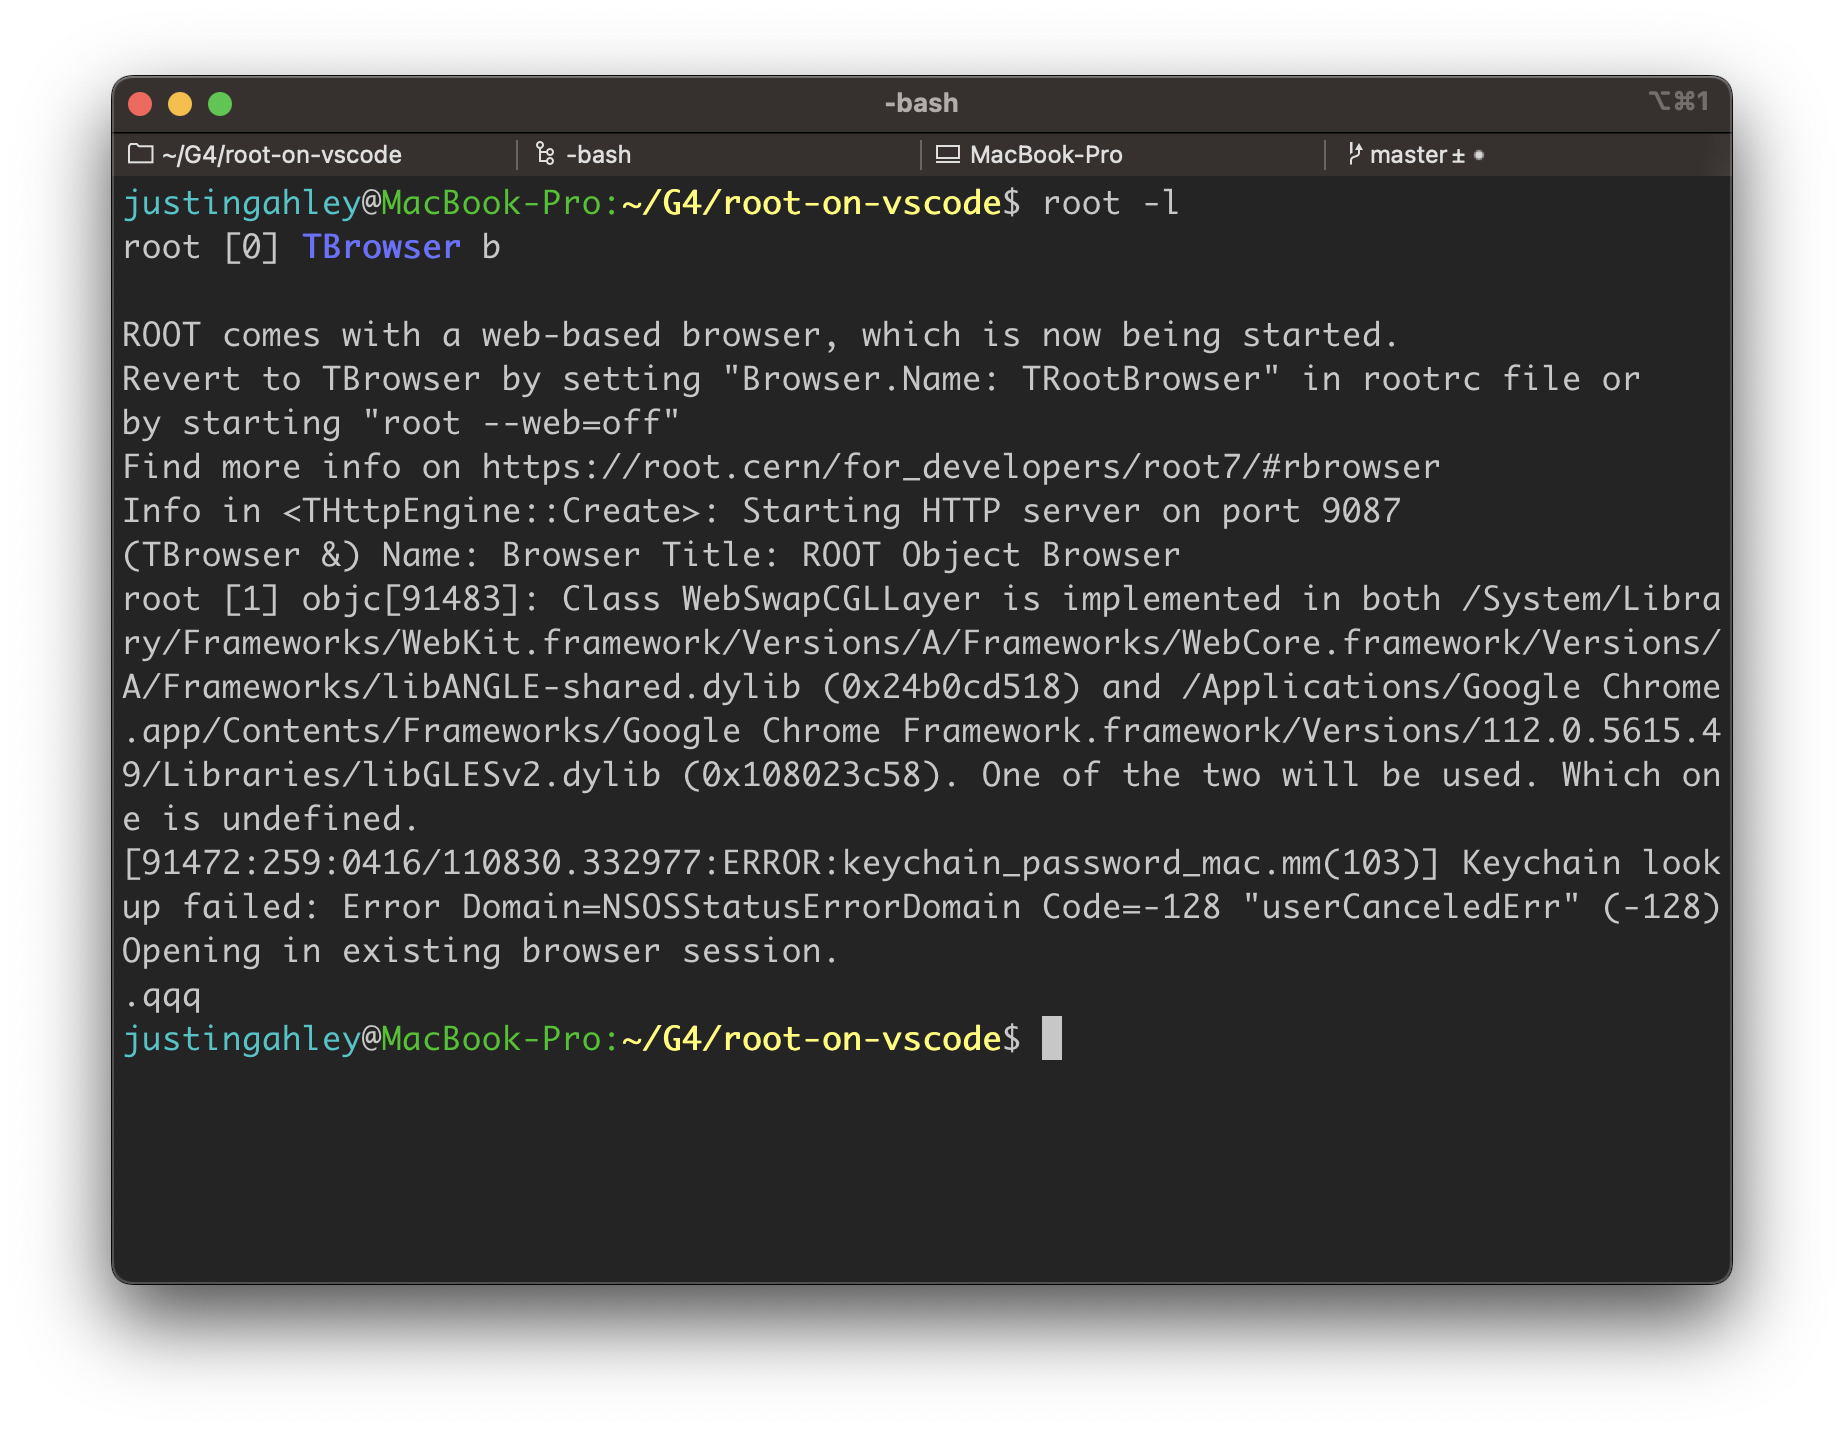 -bash
⌥⌘1
~/G4/root-on-vscode
-bash
MacBook-Pro
master ±
justingahley@MacBook-Pro:~/G4/root-on-vscode$ root -l
root [0] TBrowser b
ROOT comes with a web-based browser, which is now being started.
Revert to TBrowser by setting "Browser.Name: TRootBrowser" in rootrc file or
by starting "root --web=off"
Find more info on https://root.cern/for_developers/root7/#rbrowser
Info in <THttpEngine::Create>: Starting HTTP server on port 9087
(TBrowser &) Name: Browser Title: ROOT Object Browser
root [1] objc[91483]: Class WebSwapCGLLayer is implemented in both /System/Libra
ry/Frameworks/WebKit.framework/Versions/A/Frameworks/WebCore.framework/Versions/
A/Frameworks/libANGLE-shared.dylib (0x24b0cd518) and /Applications/Google Chrome
.app/Contents/Frameworks/Google Chrome Framework.framework/Versions/112.0.5615.4
9/Libraries/libGLESv2.dylib (0x108023c58). One of the two will be used. Which on
e is undefined.
[91472:259:0416/110830.332977:ERROR:keychain_password_mac.mm(103)] Keychain look
up failed: Error Domain=NSOSStatusErrorDomain Code=-128 "userCanceledErr" (-128)
Opening in existing browser session.
.qqq
justingahley@MacBook-Pro:~/G4/root-on-vscode$